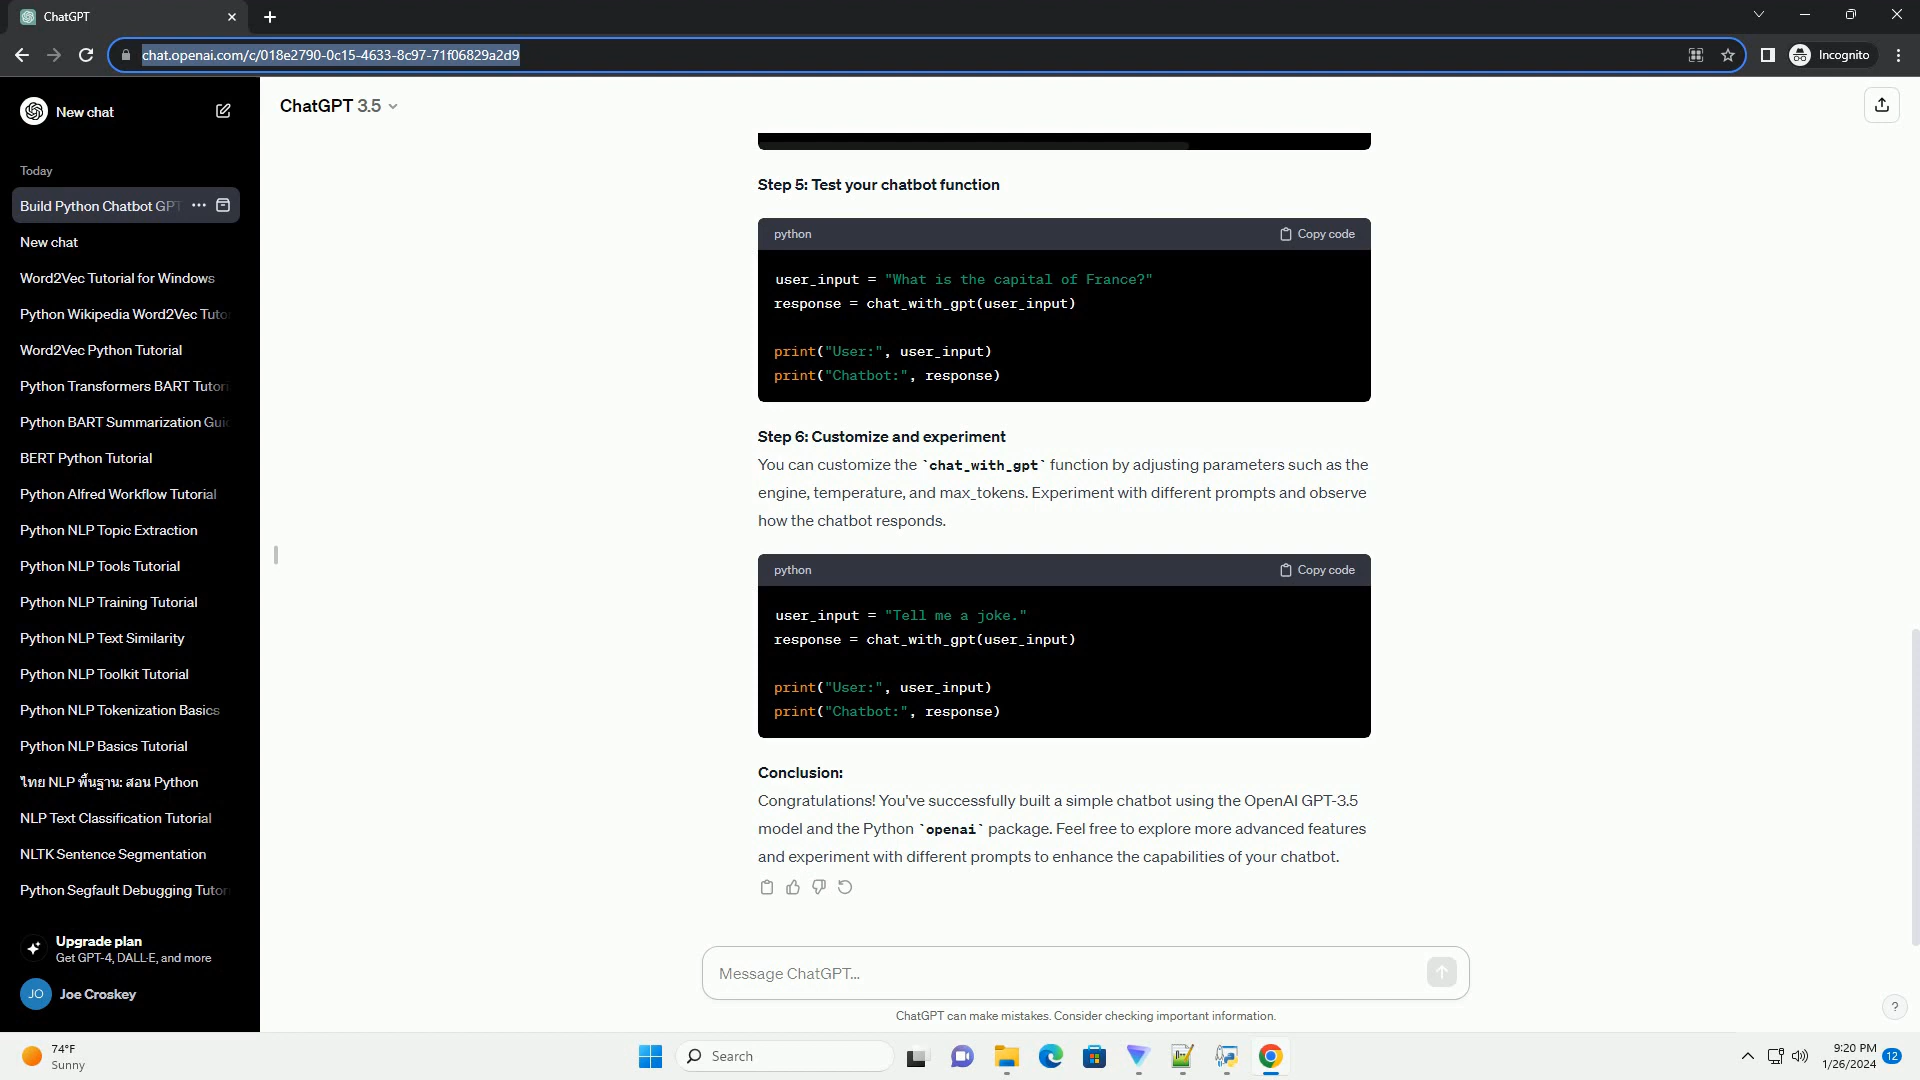 ChatGPT
chat.openai.com/c/018e2790-0c15-4633-8c97-71f06829a2d9
Incognito
New chat
ChatGPT 3.5
Today
Build Python Chatbot GPT
New chat
Word2Vec Tutorial for Windows
Python Wikipedia Word2Vec Tuto
Word2Vec Python Tutorial
Python Transformers BART Tutori
Python BART Summarization Guid
BERT Python Tutorial
Python Alfred Workflow Tutorial
Python NLP Topic Extraction
Python NLP Tools Tutorial
Python NLP Training Tutorial
Python NLP Text Similarity
Python NLP Toolkit Tutorial
Python NLP Tokenization Basics
Python NLP Basics Tutorial
ไทย NLP พื้นฐาน: สอน Python
NLP Text Classification Tutorial
NLTK Sentence Segmentation
Python Segfault Debugging Tutor
Upgrade plan
Get GPT-4, DALL·E, and more
JO Joe Croskey
Step 5: Test your chatbot function
python Copy code
user_input = "What is the capital of France?"
response = chat_with_gpt(user_input)
print("User:", user_input)
print("Chatbot:", response)
Step 6: Customize and experiment
You can customize the `chat_with_gpt` function by adjusting parameters such as the
engine, temperature, and max_tokens. Experiment with different prompts and observe
how the chatbot responds.
python Copy code
user_input = "Tell me a joke."
response = chat_with_gpt(user_input)
print("User:", user_input)
print("Chatbot:", response)
Conclusion:
Congratulations! You've successfully built a simple chatbot using the OpenAI GPT-3.5
model and the Python `openai` package. Feel free to explore more advanced features
and experiment with different prompts to enhance the capabilities of your chatbot.
Message ChatGPT...
ChatGPT can make mistakes. Consider checking important information.
?
74°F
Sunny
Search
9:20 PM
1/26/2024
12